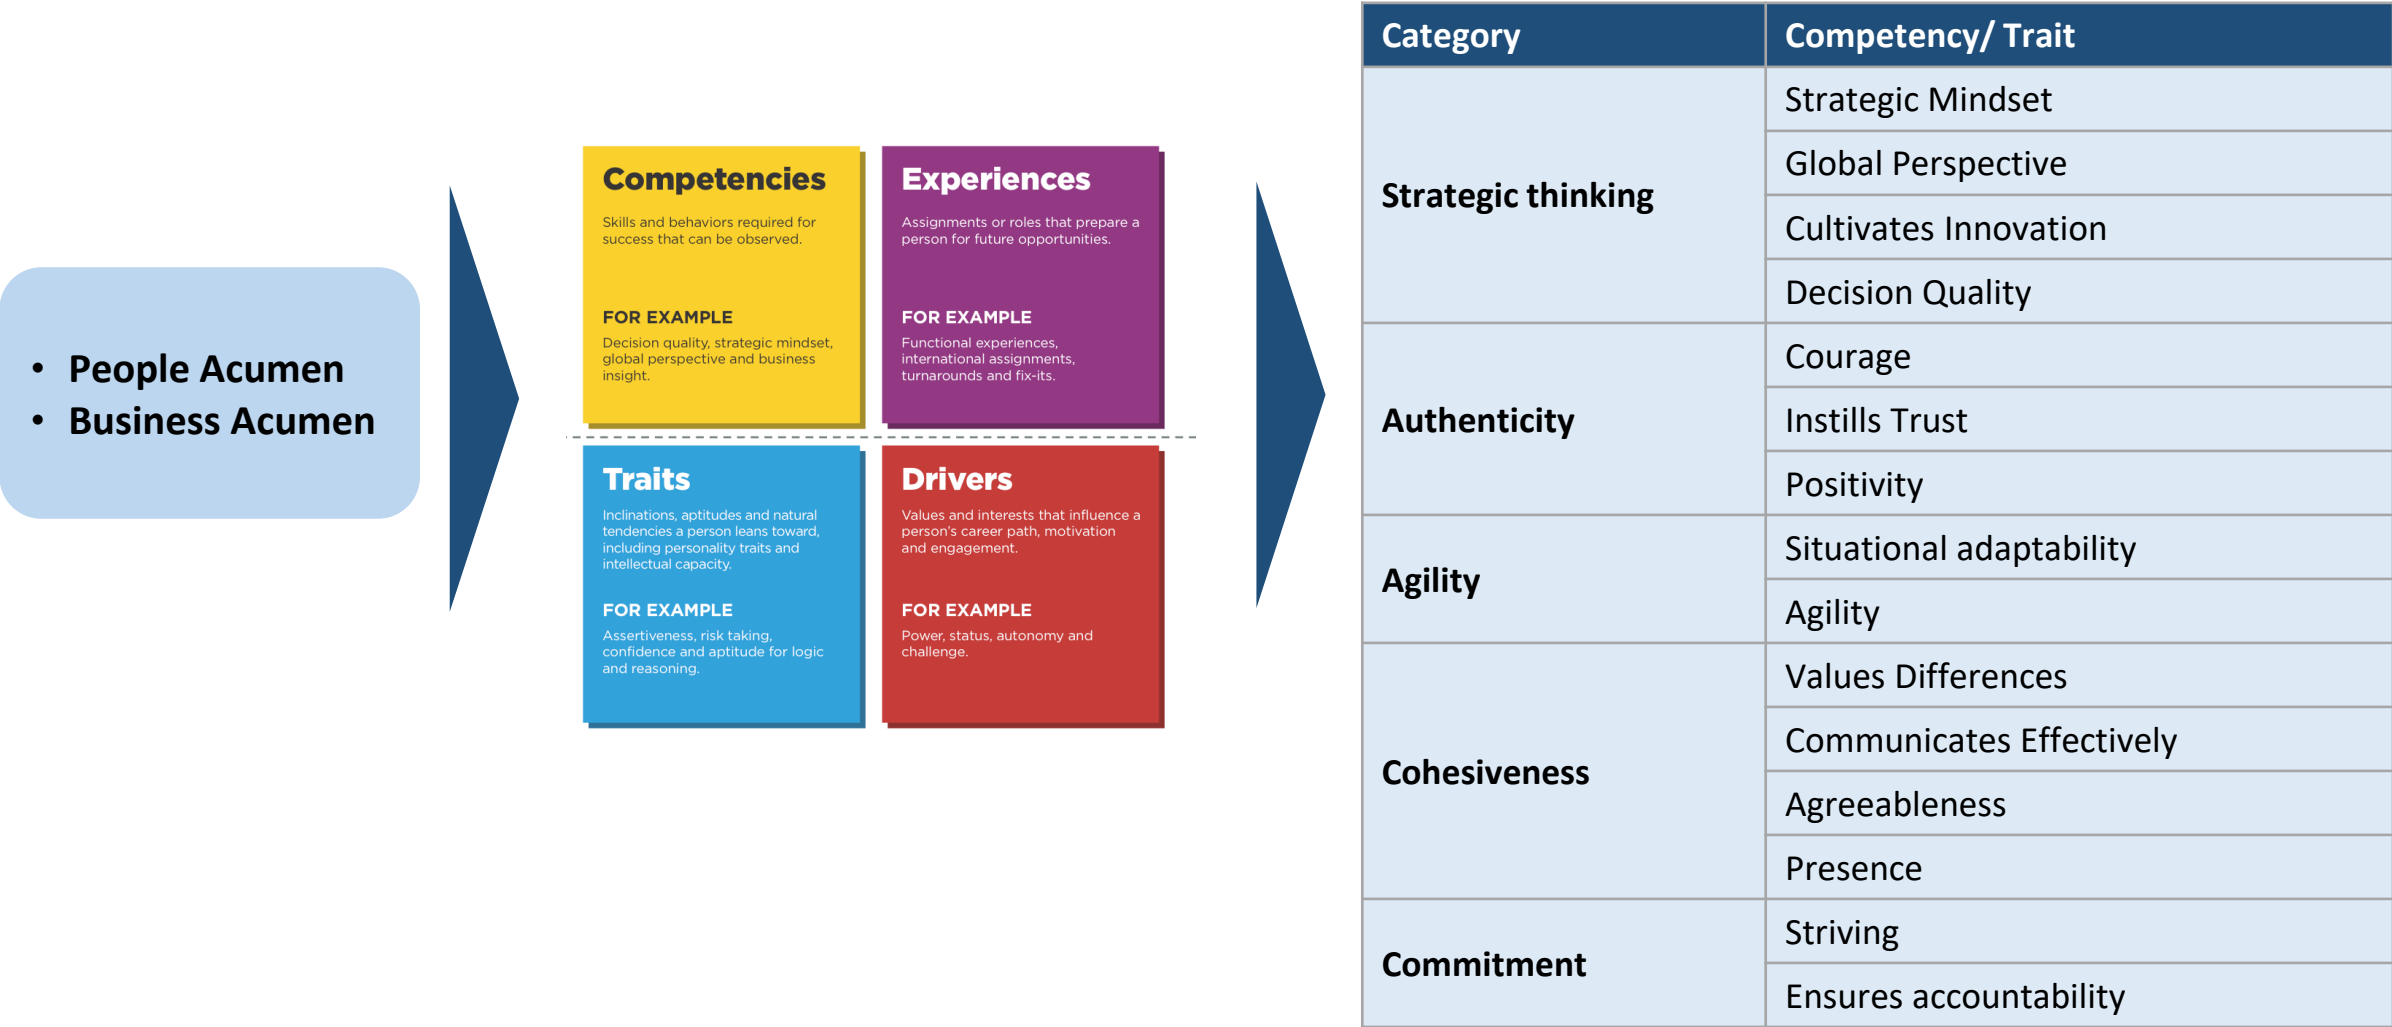 • People Acumen
• Business Acumen
Competencies
Skills and behaviors required for
success that can be observed.
FOR EXAMPLE
Decision quality, strategic mindset,
global perspective and business
insight.
Experiences
Assignments or roles that prepare a
person for future opportunities.
FOR EXAMPLE
Functional experiences,
international assignments,
turnarounds and fix-its.
Traits
Inclinations, aptitudes and natural
tendencies a person leans toward,
including personality traits and
intellectual capacity.
FOR EXAMPLE
Assertiveness, risk taking,
confidence and aptitude for logic
and reasoning.
Drivers
Values and interests that influence a
person's career path, motivation
and engagement.
FOR EXAMPLE
Power, status, autonomy and
challenge.
Category Competency/ Trait
Strategic thinking
Strategic Mindset
Global Perspective
Cultivates Innovation
Decision Quality
Authenticity
Courage
Instills Trust
Positivity
Agility
Situational adaptability
Agility
Cohesiveness
Values Differences
Communicates Effectively
Agreeableness
Presence
Commitment
Striving
Ensures accountability